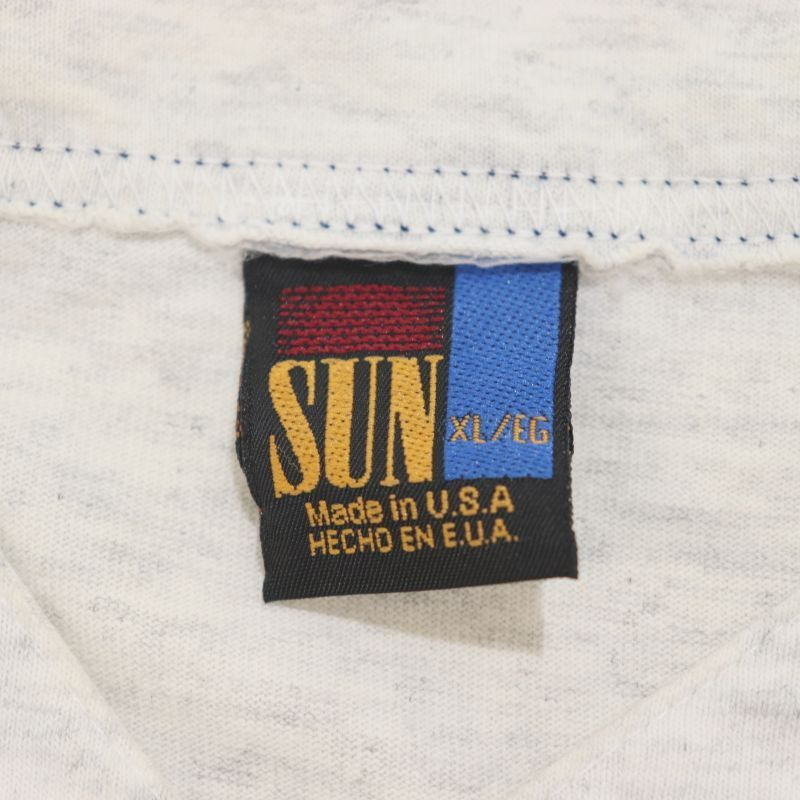 SUN
XL/EG
Made in U.S.A
HECHO EN E.U.A.